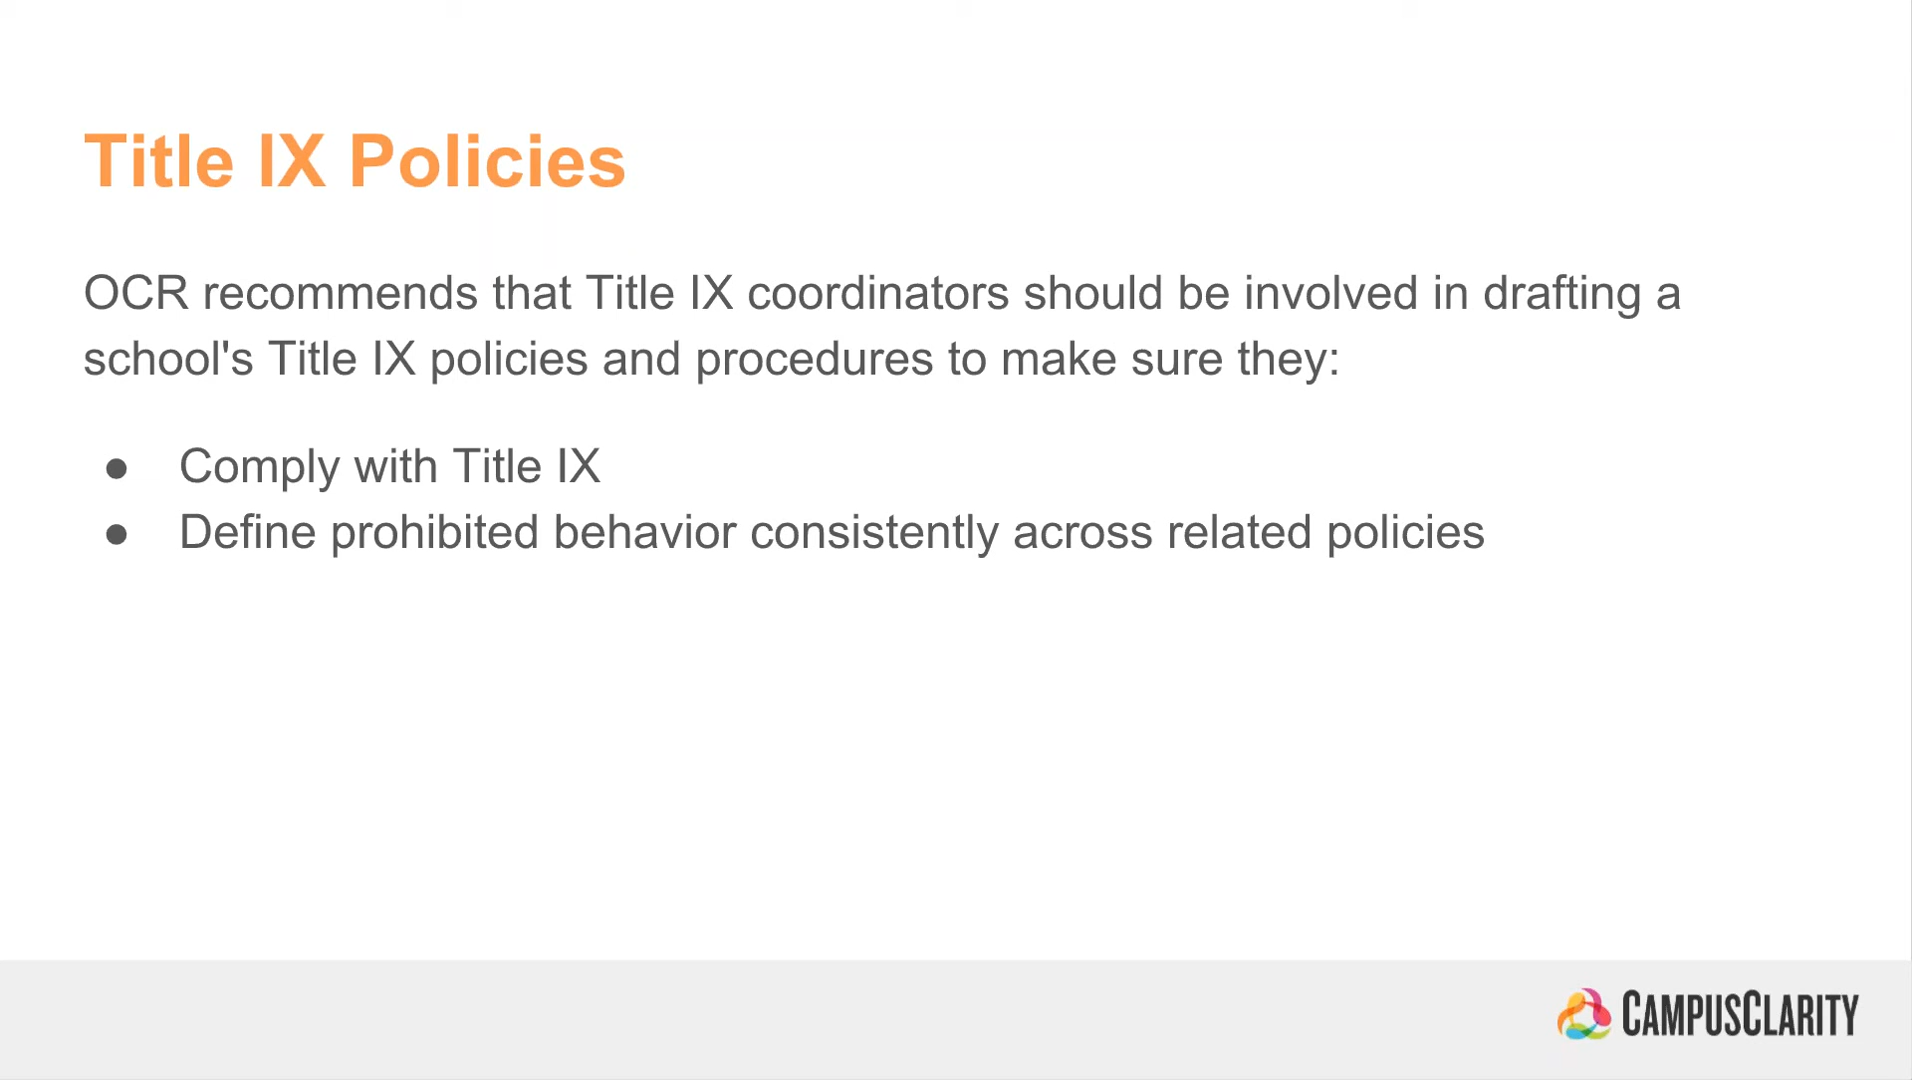 Title IX Policies
OCR recommends that Title IX coordinators should be involved in drafting a
school's Title IX policies and procedures to make sure they:
● Comply with Title IX
● Define prohibited behavior consistently across related policies
CAMPUSCLARITY